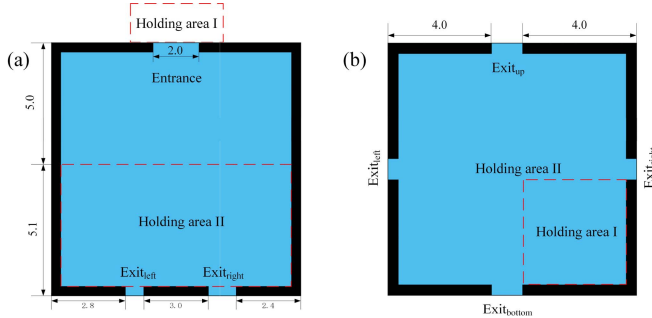 Holding area I
(a)
2.0
Entrance
5.0
5.1
Holding area II
Exitleft
Exitright
2.8
3.0
2.4
(b)
4.0
4.0
Exitup
Exitleft
Holding area II
Exitright
Holding area I
Exitbottom